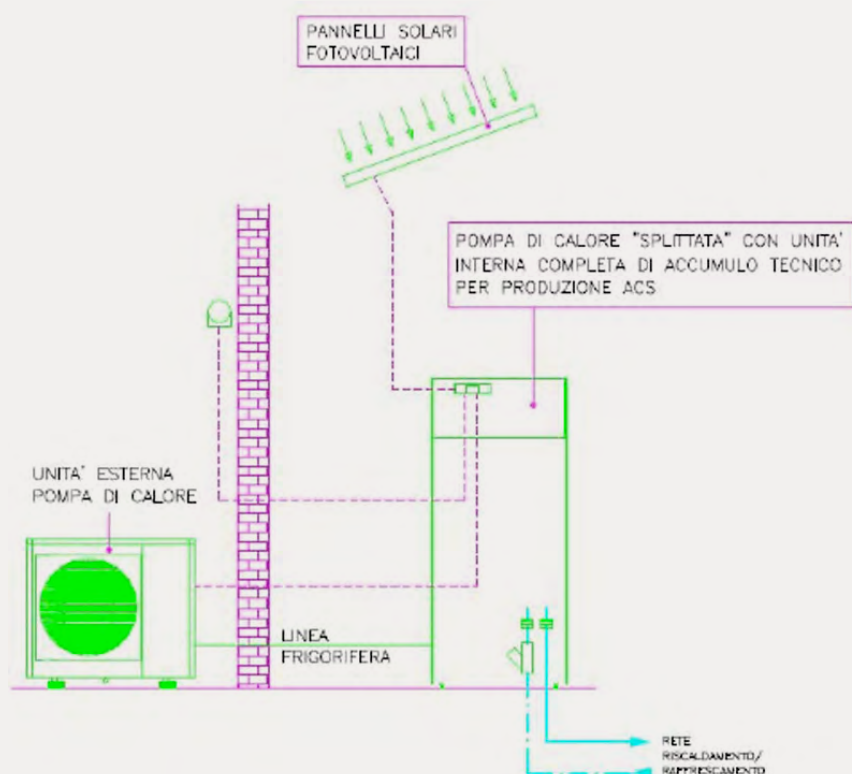 PANNELLI SOLARI
FOTOVOLTAICI
POMPA DI CALORE "SPLITTATA" CON UNITA'
INTERNA COMPLETA DI ACCUMULO TECNICO
PER PRODUZIONE ACS
UNITA' ESTERNA
POMPA DI CALORE
LINEA
FRIGORIFERA
RETE
RISCALDAMENTO/
RAFFRESCAMENTO